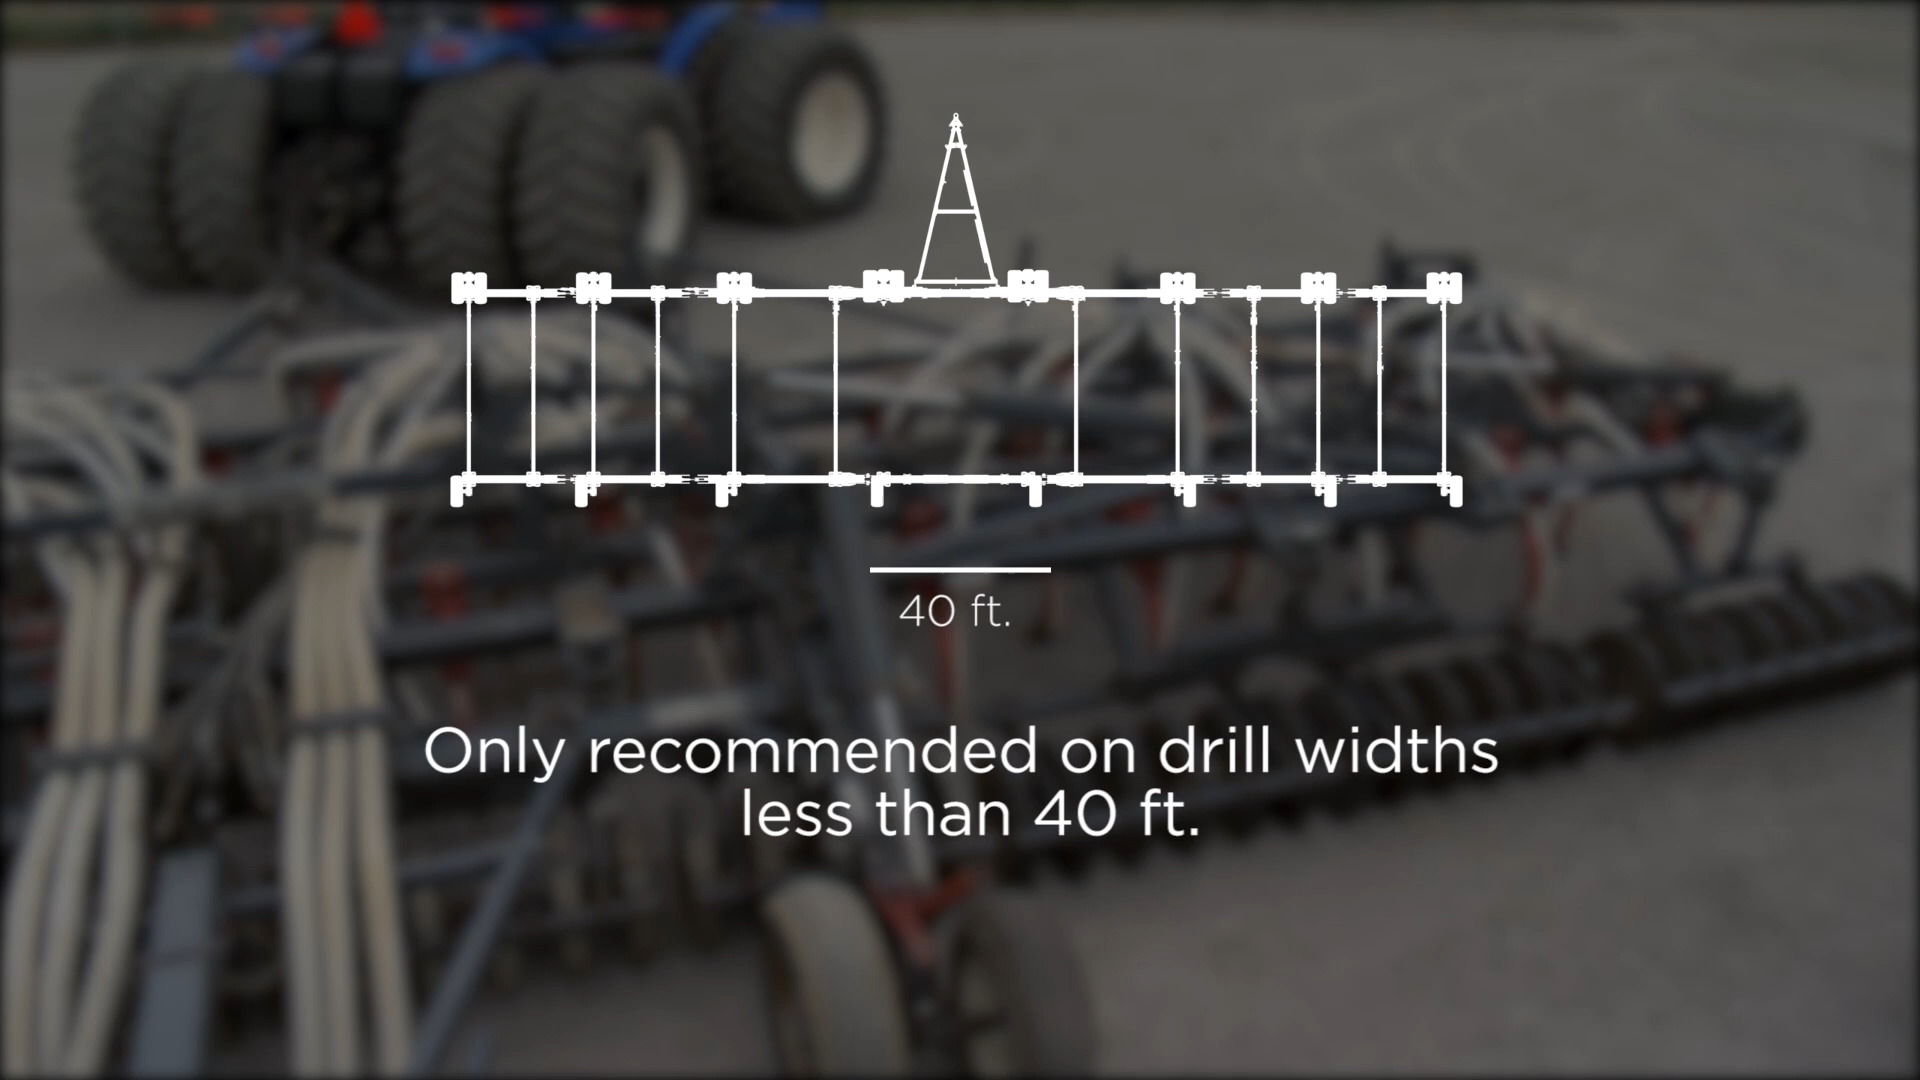 40 ft.
Only recommended on drill widths
less than 40 ft.